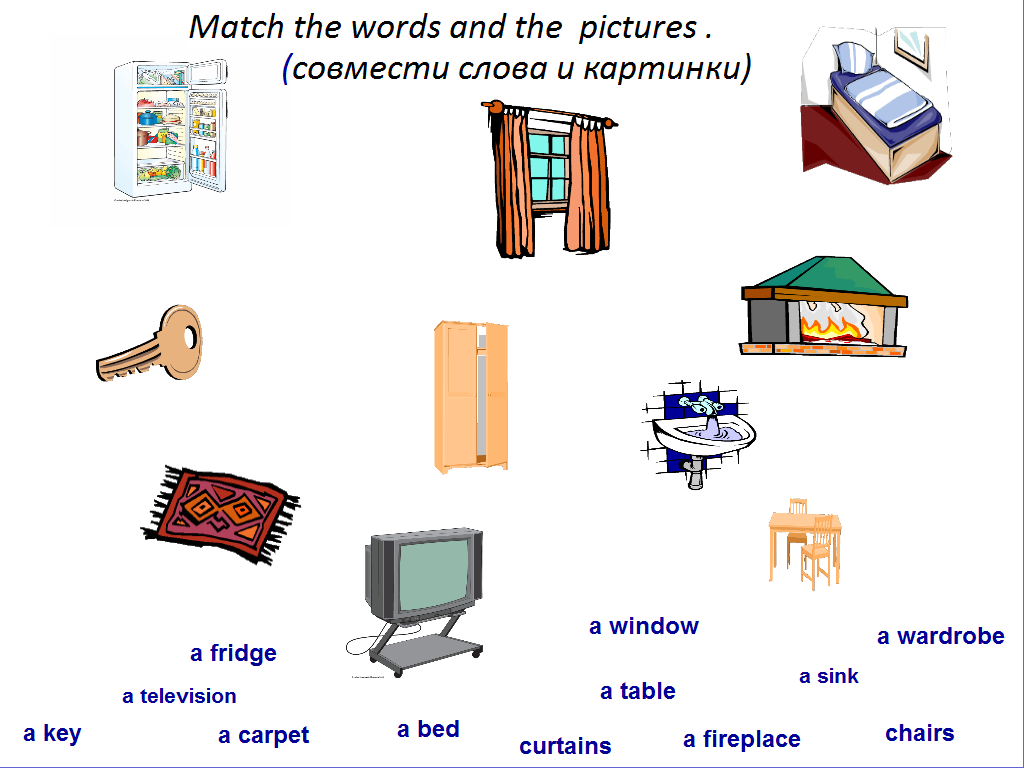 Match the words and the pictures .
(совмести слова и картинки)
a window
a wardrobe
a fridge
a sink
a television
a table
a key
a carpet
a bed
curtains
a fireplace
chairs